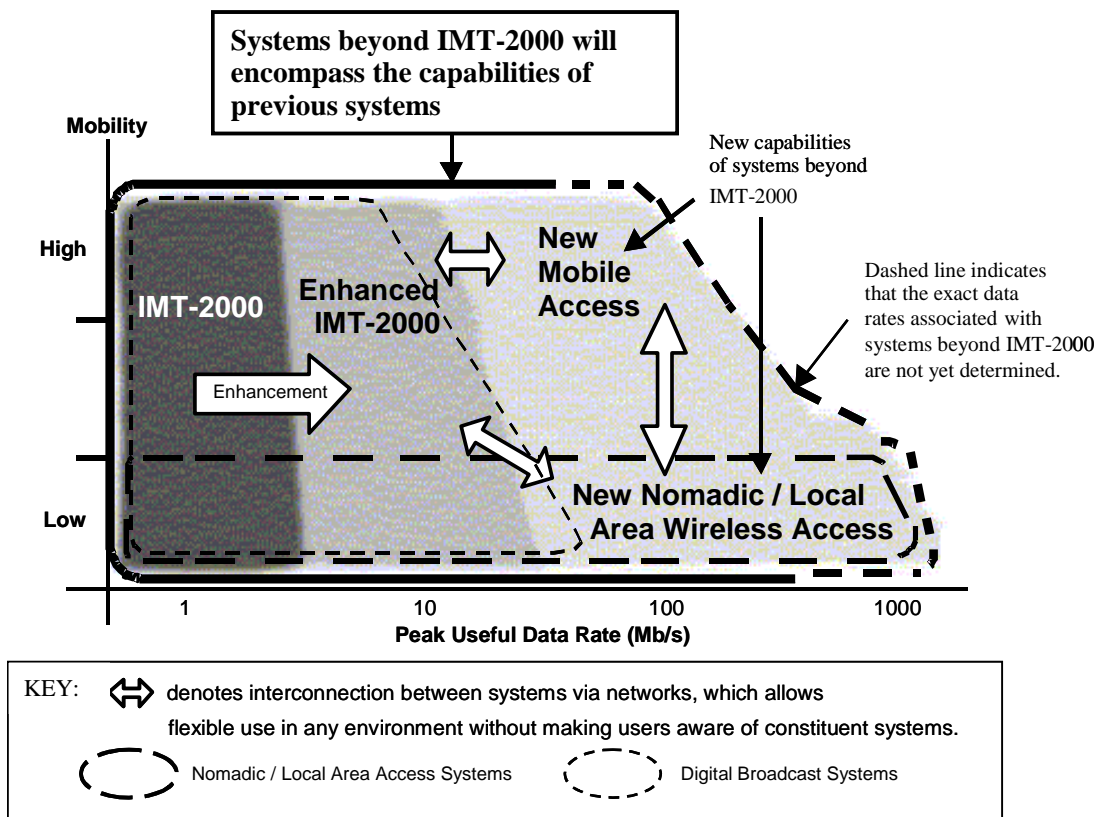 Systems beyond IMT-2000 will
encompass the capabilities of
previous systems
Mobility
New capabilities
of systems beyond
IMT-2000
High
New
Mobile
Access
Dashed line indicates
that the exact data
rates associated with
systems beyond IMT-2000
are not yet determined.
IMT-2000
Enhanced
IMT-2000
Enhancement
Low
New Nomadic / Local
Area Wireless Access
1 10 100 1000
Peak Useful Data Rate (Mb/s)
KEY: denotes interconnection between systems via networks, which allows
flexible use in any environment without making users aware of constituent systems.
Nomadic / Local Area Access Systems Digital Broadcast Systems